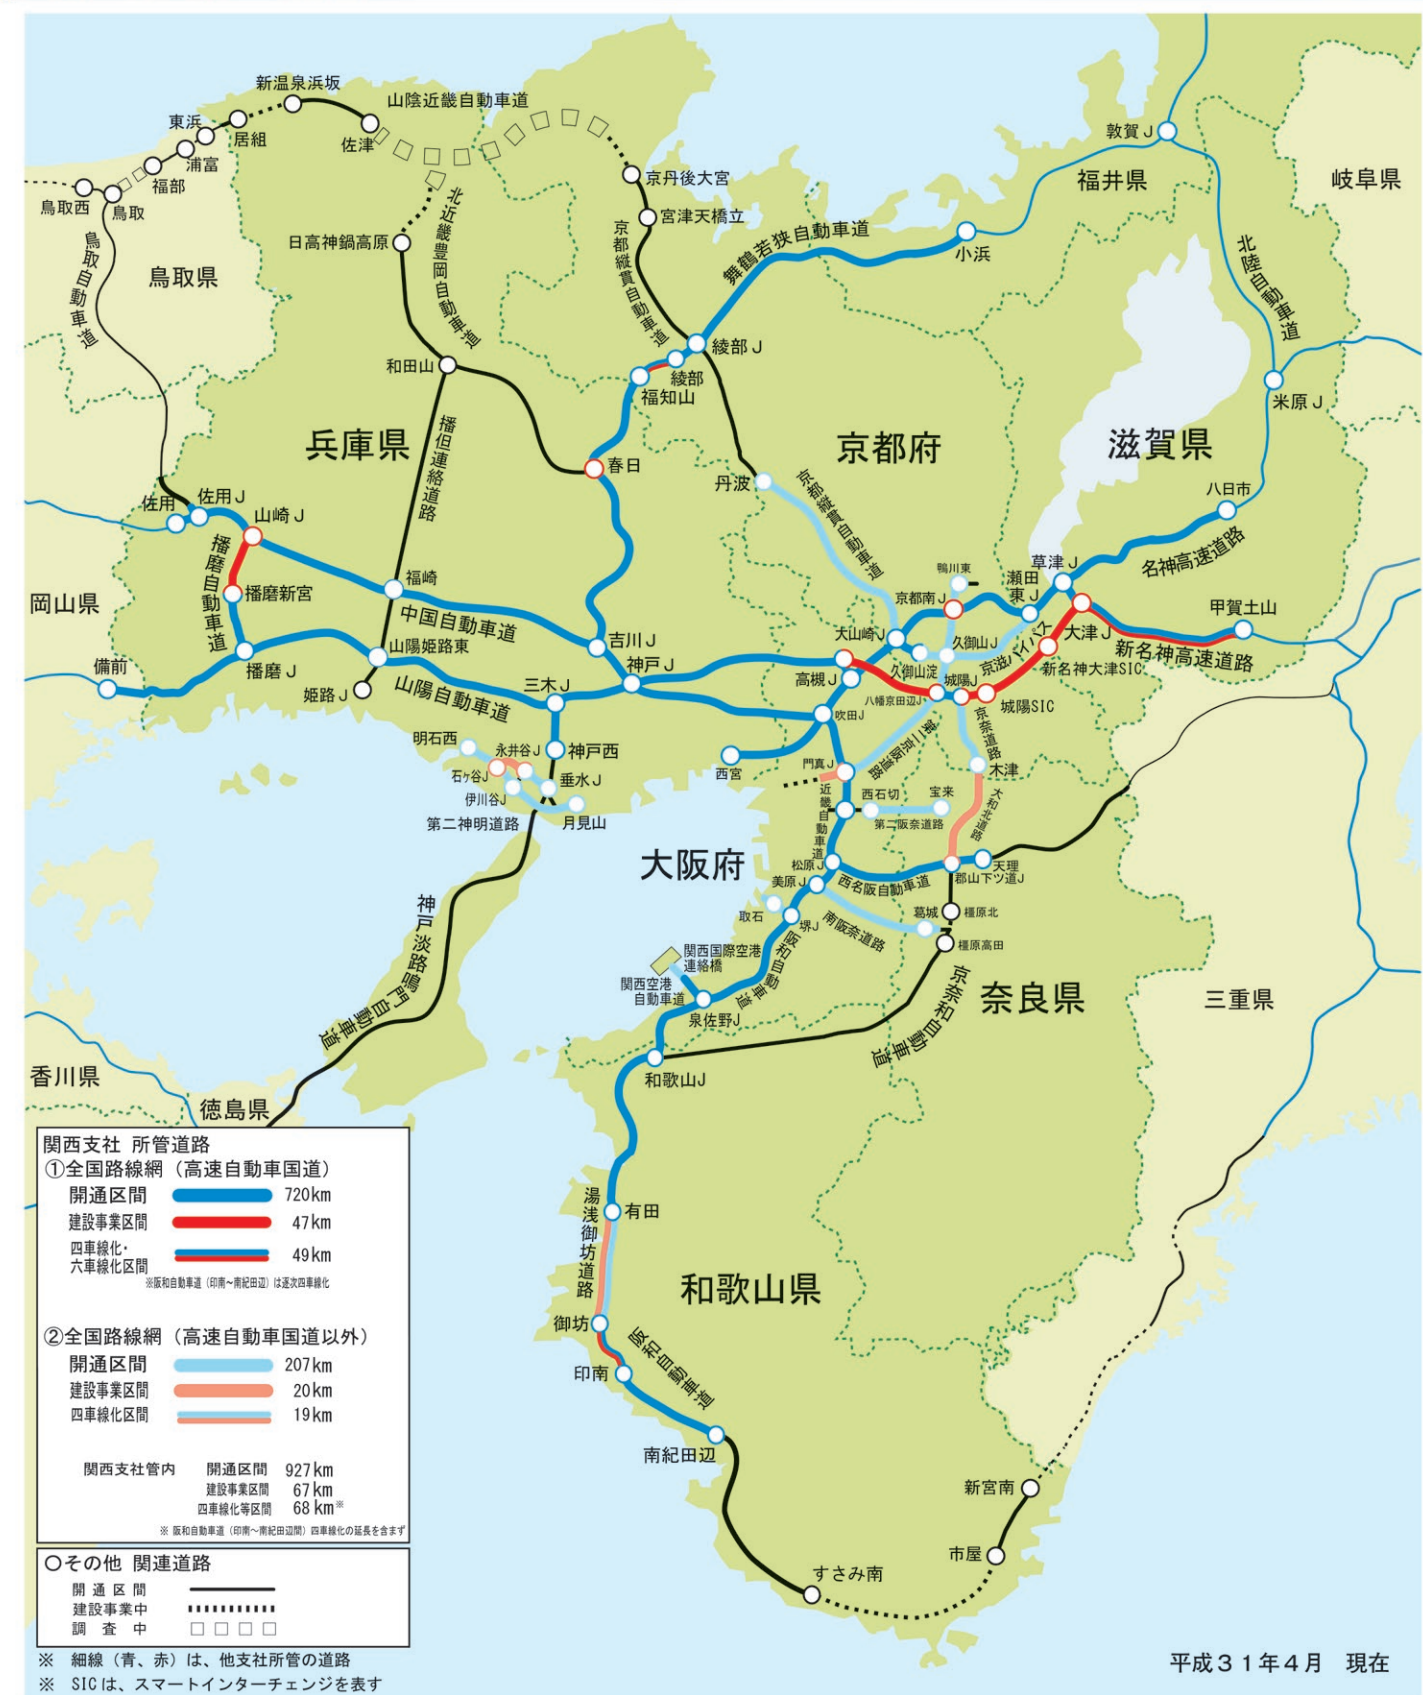 新温泉浜坂
山陰近畿自動車道
東浜
居組
佐津
浦富
福部
鳥取西
鳥取
鳥取自動車道
鳥取県
日高神鍋高原
北近畿豊岡自動車道
京丹後大宮
宮津天橋立
京都縦貫自動車道
舞鶴若狭自動車道
小浜
敦賀J
福井県
岐阜県
北陸自動車道
米原J
和田山
綾部J
綾部
福知山
兵庫県
播但連絡道路
春日
京都府
滋賀県
丹波
京都縦貫自動車道
八日市
名神高速道路
佐用
佐用J
山崎J
播磨自動車道
播磨新宮
福崎
中国自動車道
岡山県
備前
播磨J
山陽姫路東
姫路J
山陽自動車道
吉川J
神戸J
三木J
鴨川東
瀬田東J
草津J
京都南J
大山崎J
久御山J
久御山淀
京滋バイパス
大津J
甲賀土山
新名神高速道路
新名神大津SIC
高槻J
八幡京田辺J
城陽J
城陽SIC
京奈道路
吹田J
西宮
第二京阪道路
門真J
木津
大和北道路
明石西
永井谷J
神戸西
石ヶ谷J
垂水J
伊川谷J
月見山
第二神明道路
近畿自動車道
西石切
宝来
第二阪奈道路
大阪府
松原J
天理
郡山下ツ道J
西名阪自動車道
美原J
取石
堺J
南阪奈道路
葛城
橿原北
橿原高田
神戸淡路鳴門自動車道
関西国際空港
連絡橋
関西空港
自動車道
阪和自動車道
泉佐野J
京奈和自動車道
奈良県
三重県
和歌山J
香川県
徳島県
有田
湯浅御坊道路
和歌山県
御坊
印南
阪和自動車道
南紀田辺
新宮南
市屋
すさみ南
関西支社 所管道路
①全国路線網（高速自動車国道）
開通区間 720km
建設事業区間 47km
四車線化・
六車線化区間 49km
※阪和自動車道（印南〜南紀田辺）は逐次四車線化
②全国路線網（高速自動車国道以外）
開通区間 207km
建設事業区間 20km
四車線化区間 19km
関西支社管内 開通区間 927km
建設事業区間 67km
四車線化等区間 68km※
※ 阪和自動車道（印南〜南紀田辺間）四車線化の延長を含まず
〇その他 関連道路
開通区間
建設事業中
調査中
※ 細線（青、赤）は、他支社所管の道路
※ SICは、スマートインターチェンジを表す
平成31年4月 現在